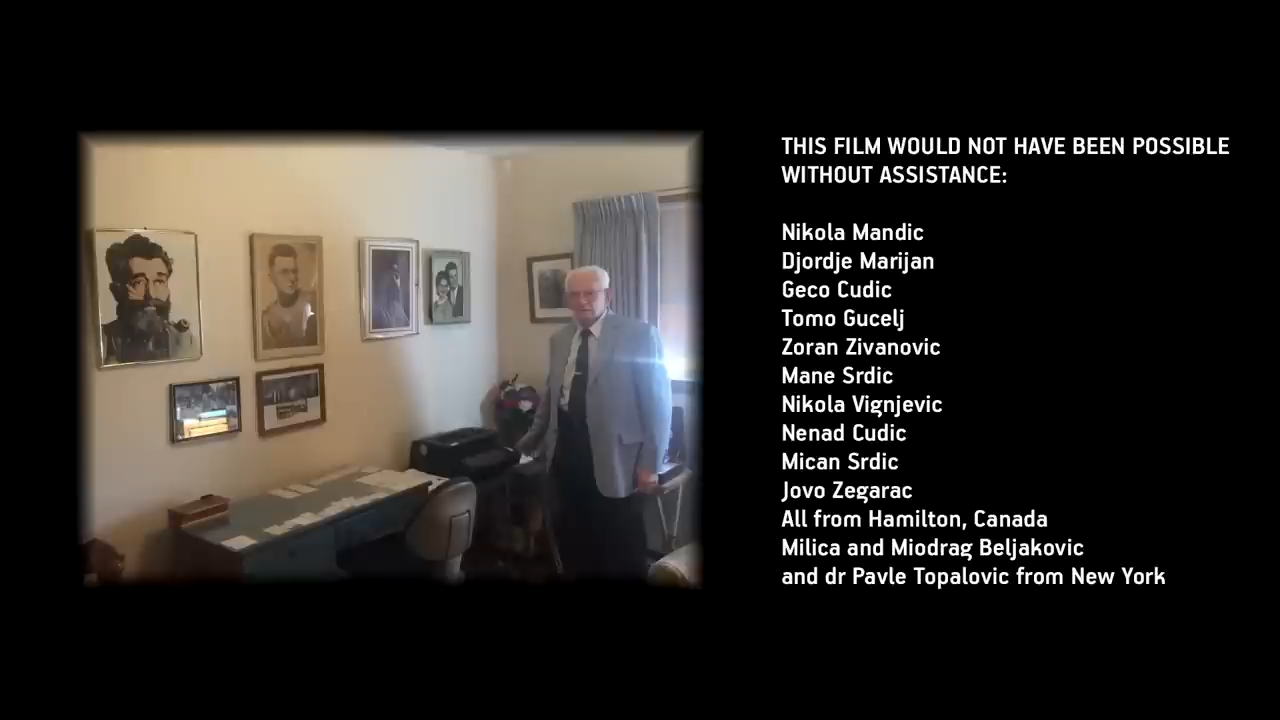 THIS FILM WOULD NOT HAVE BEEN POSSIBLE
WITHOUT ASSISTANCE:
Nikola Mandic
Djordje Marijan
Geco Cudic
Tomo Gucelj
Zoran Zivanovic
Mane Srdic
Nikola Vignjevic
Nenad Cudic
Mican Srdic
Jovo Zegarac
All from Hamilton, Canada
Milica and Miodrag Beljakovic
and dr Pavle Topalovic from New York